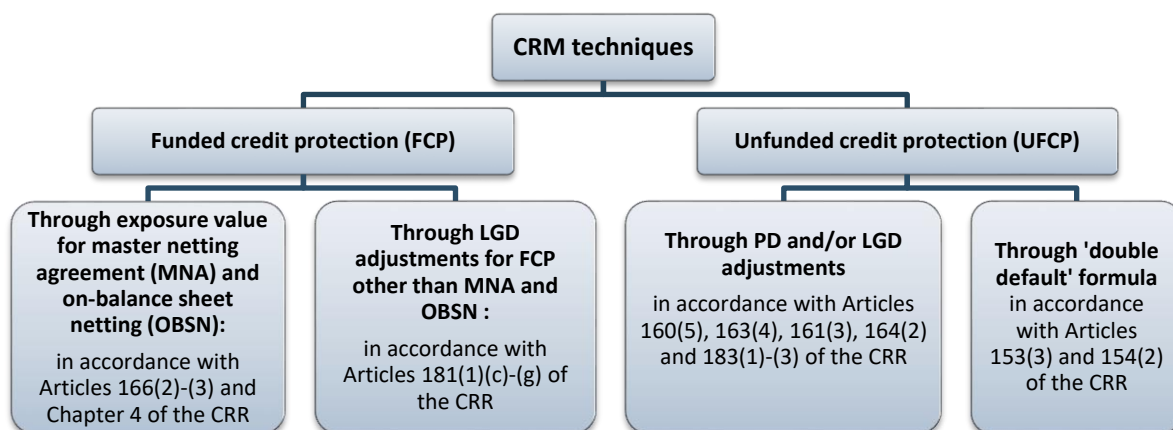 CRM techniques
Funded credit protection (FCP)
Unfunded credit protection (UFCP)
Through exposure value
for master netting
agreement (MNA) and
on-balance sheet
netting (OBSN):
in accordance with
Articles 166(2)-(3) and
Chapter 4 of the CRR
Through LGD
adjustments for FCP
other than MNA and
OBSN :
in accordance with
Articles 181(1)(c)-(g) of
the CRR
Through PD and/or LGD
adjustments
in accordance with Articles
160(5), 163(4), 161(3), 164(2)
and 183(1)-(3) of the CRR
Through 'double
default' formula
in accordance
with Articles
153(3) and 154(2)
of the CRR